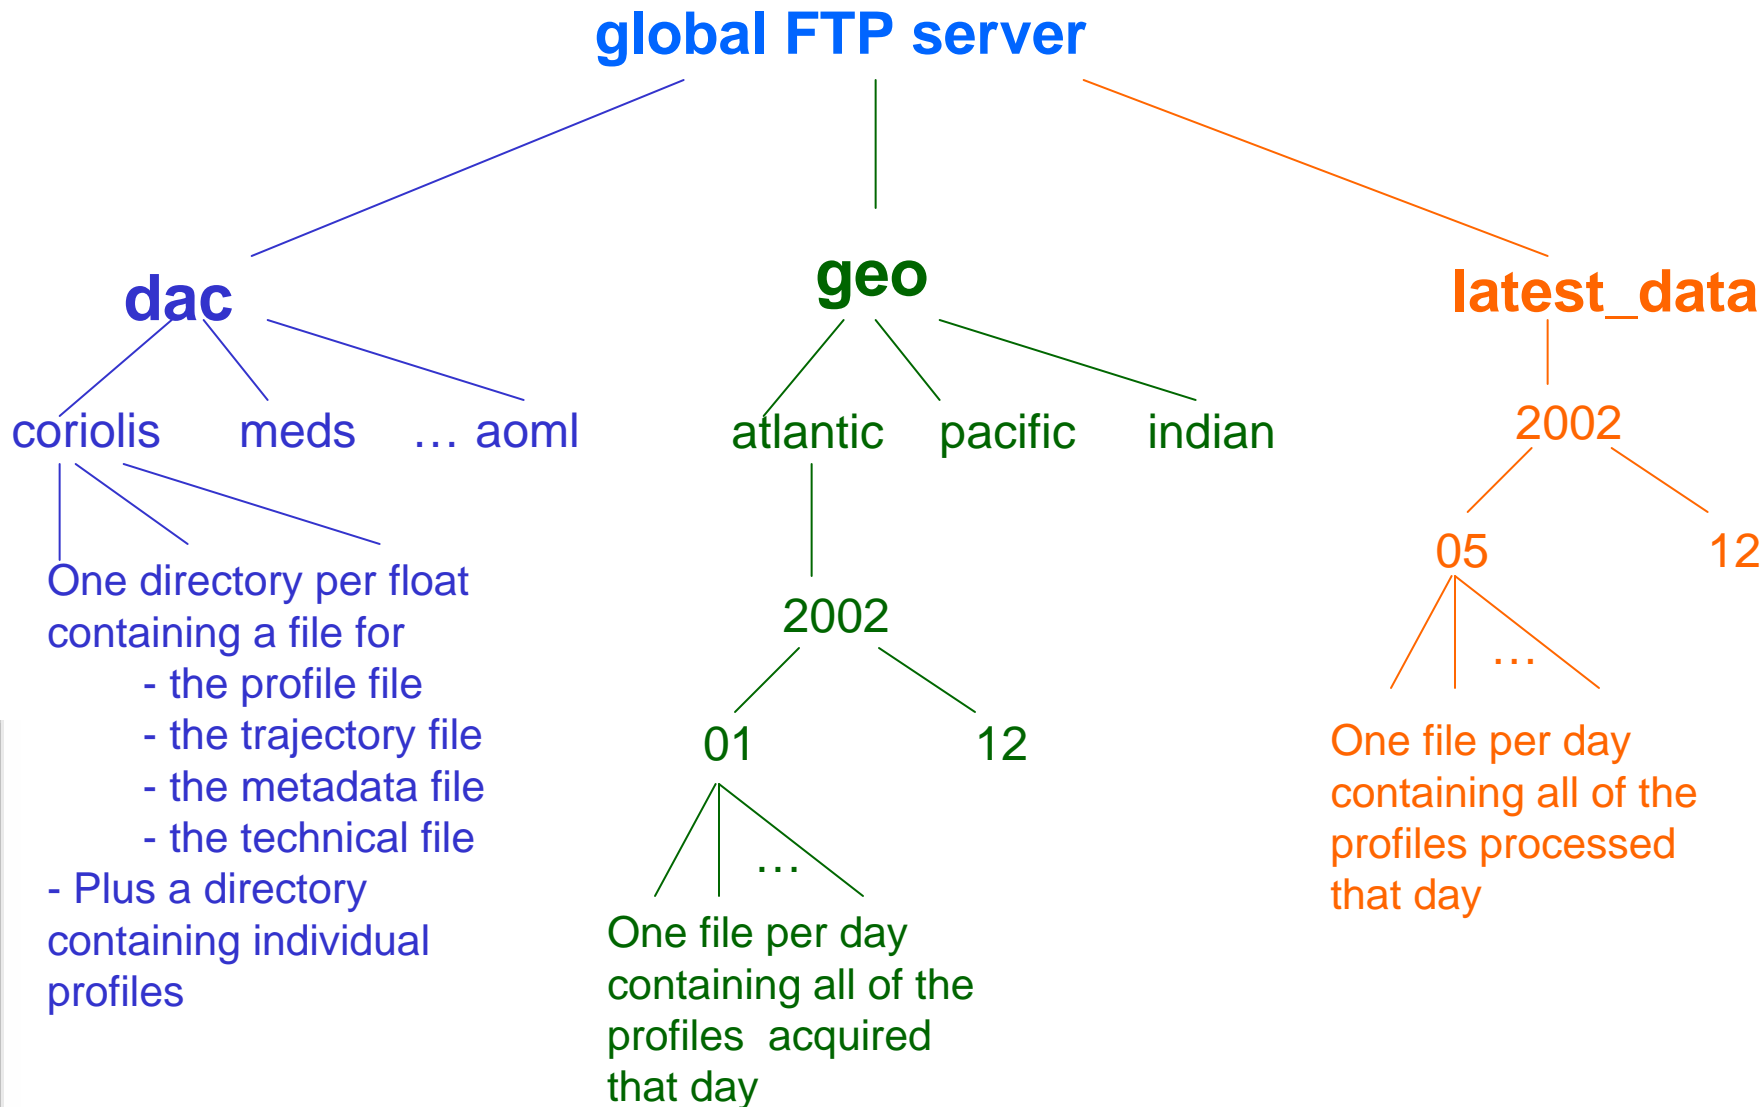 global FTP server
dac
geo
latest_data
coriolis
meds
… aoml
atlantic
pacific
indian
2002
05
12
One directory per float
containing a file for
- the profile file
- the trajectory file
- the metadata file
- the technical file
- Plus a directory
containing individual
profiles
2002
01
12
…
One file per day
containing all of the
profiles acquired
that day
…
One file per day
containing all of the
profiles processed
that day